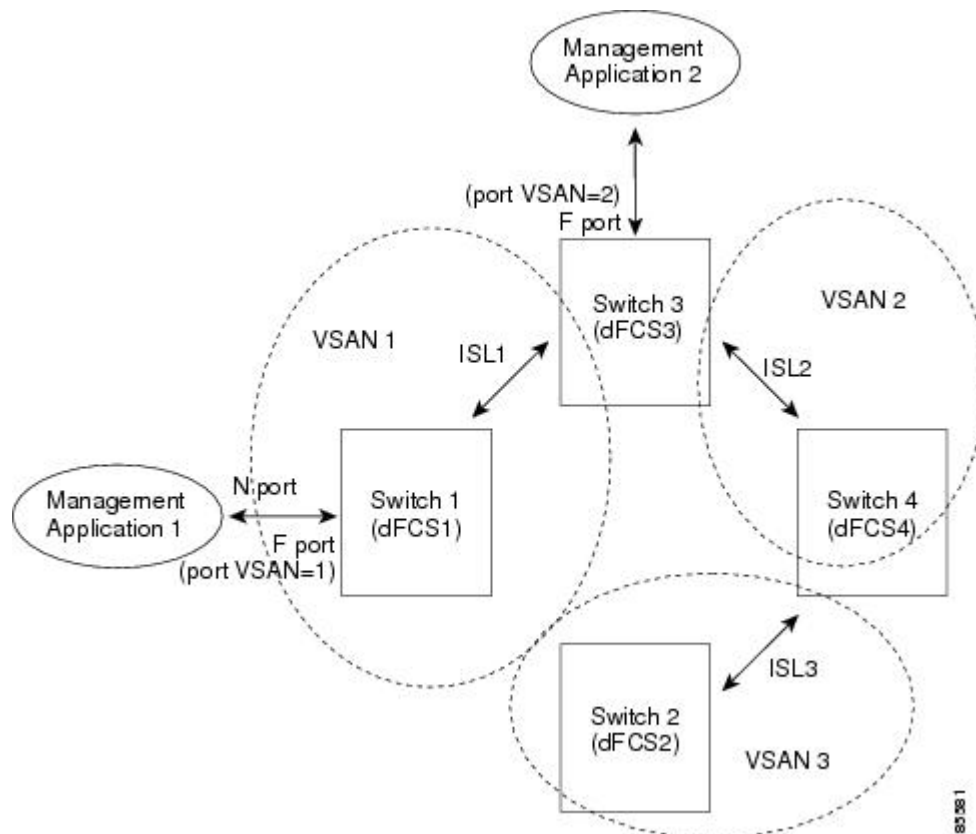 Management
Application 2
(port VSAN=2)
F port
Switch 3
(dFCS3)
VSAN 2
VSAN 1
ISL1
ISL2
Management
Application 1
N port
F port
(port VSAN=1)
Switch 1
(dFCS1)
Switch 4
(dFCS4)
ISL3
Switch 2
(dFCS2)
VSAN 3
85581